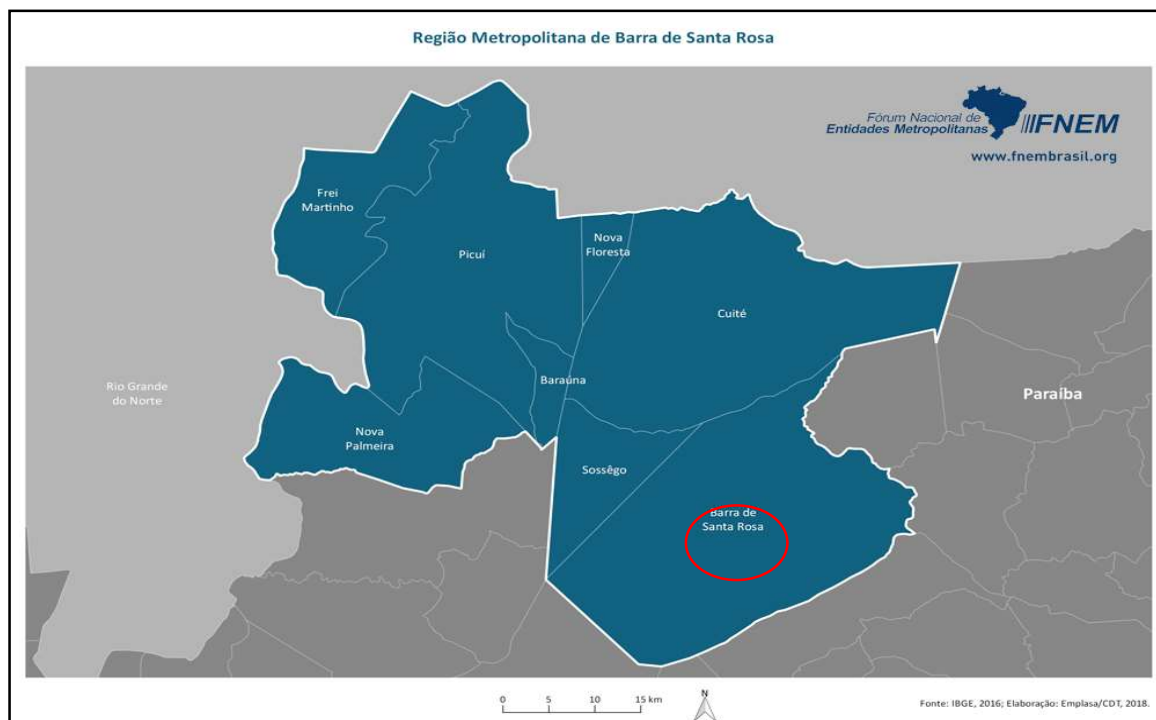 Região Metropolitana de Barra de Santa Rosa
Fórum Nacional de
Entidades Metropolitanas
FNEM
www.fnembrasil.org
Frei
Martinho
Picuí
Nova
Floresta
Cuité
Rio Grande
do Norte
Baraúna
Paraíba
Nova
Palmeira
Sossêgo
Barra de
Santa Rosa
0 5 10 15 km
N
Fonte: IBGE, 2016; Elaboração: Emplasa/CDT, 2018.